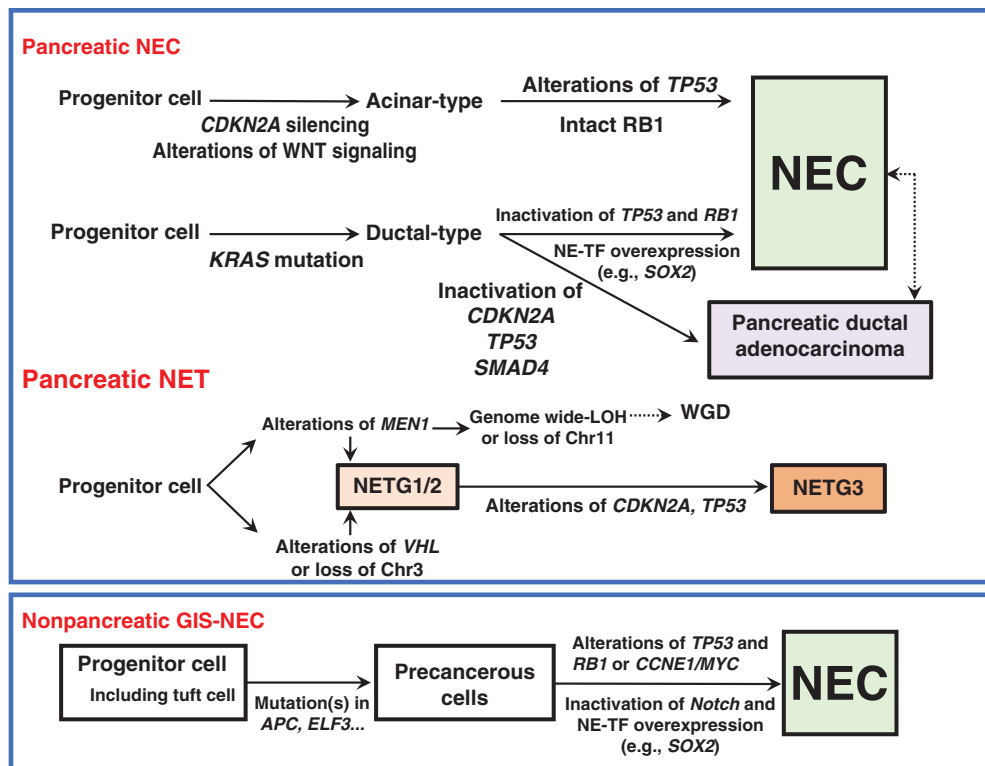 Pancreatic NEC
Progenitor cell
CDKN2A silencing
Alterations of WNT signaling
Acinar-type
Alterations of TP53
Intact RB1
NEC
Progenitor cell
KRAS mutation
Ductal-type
Inactivation of TP53 and RB1
NE-TF overexpression
(e.g., SOX2)
Inactivation of
CDKN2A
TP53
SMAD4
Pancreatic ductal
adenocarcinoma
Pancreatic NET
Progenitor cell
Alterations of MEN1
Genome wide-LOH
or loss of Chr11
WGD
NETG1/2
Alterations of CDKN2A, TP53
NETG3
Alterations of VHL
or loss of Chr3
Nonpancreatic GIS-NEC
Progenitor cell
Including tuft cell
Mutation(s) in
APC, ELF3...
Precancerous
cells
Alterations of TP53 and
RB1 or CCNE1/MYC
Inactivation of Notch and
NE-TF overexpression
(e.g., SOX2)
NEC